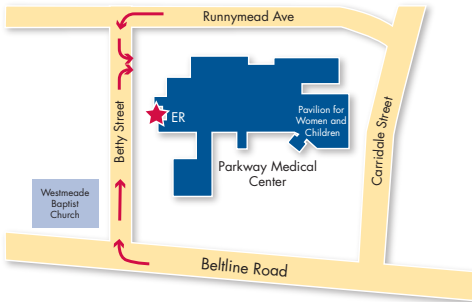 Runnymead Ave
Betty Street
ER
Pavilion for
Women and
Children
Carridale Street
Parkway Medical
Center
Westmeade
Baptist
Church
Beltline Road